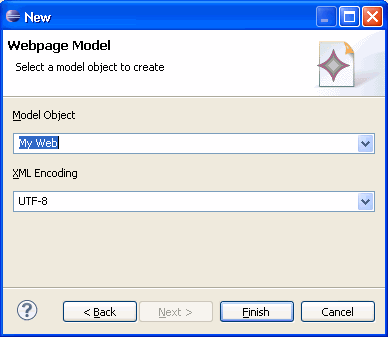 New
Webpage Model
Select a model object to create
Model Object
My Web
XML Encoding
UTF-8
? < Back Next > Finish Cancel